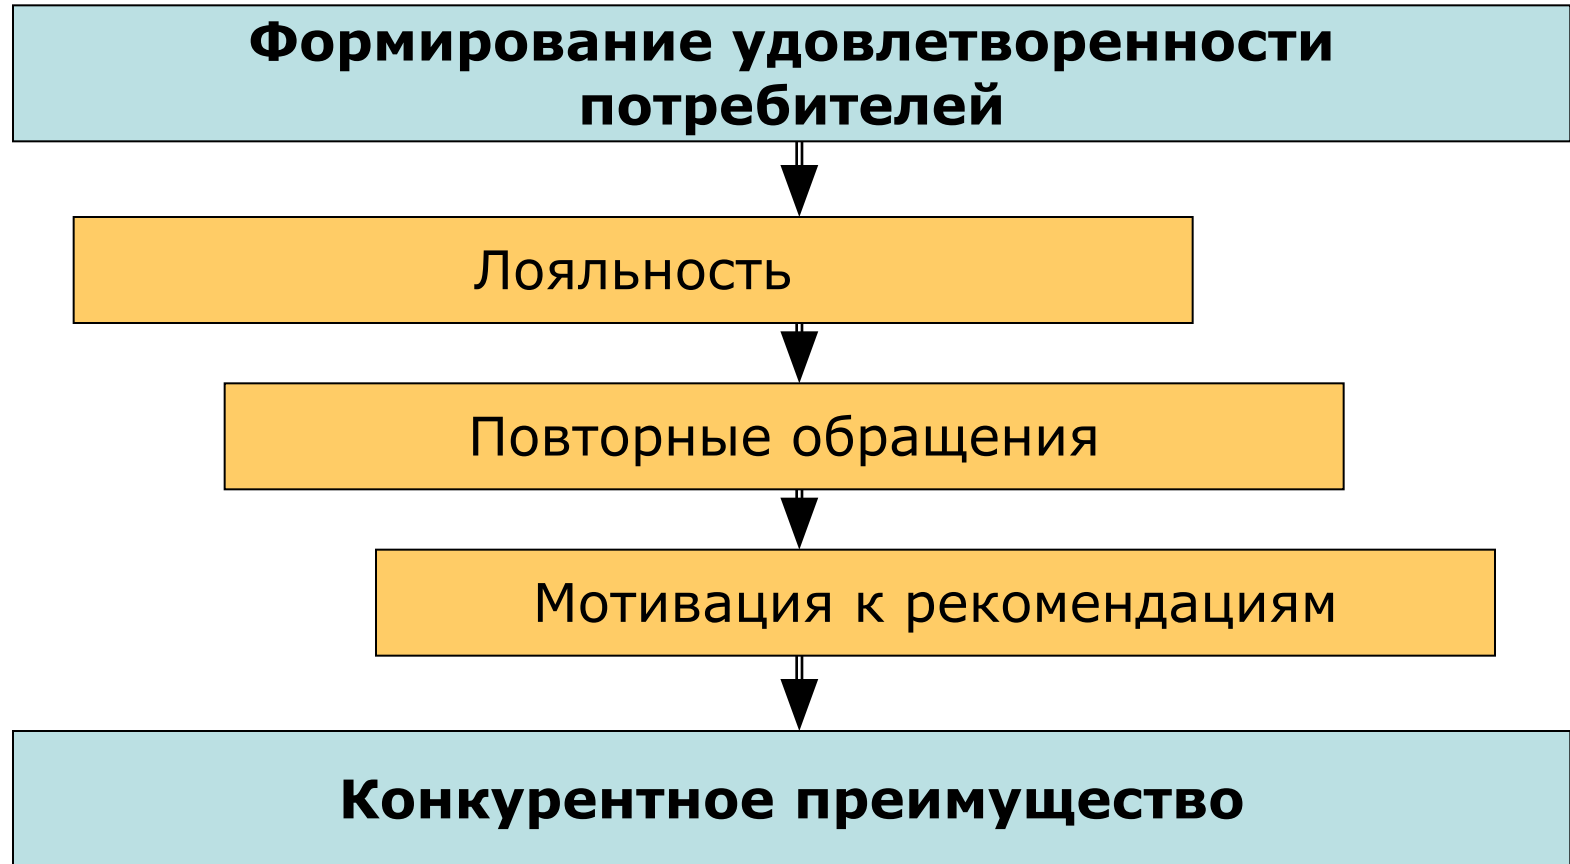 Формирование удовлетворенности
потребителей
Лояльность
Повторные обращения
Мотивация к рекомендациям
Конкурентное преимущество